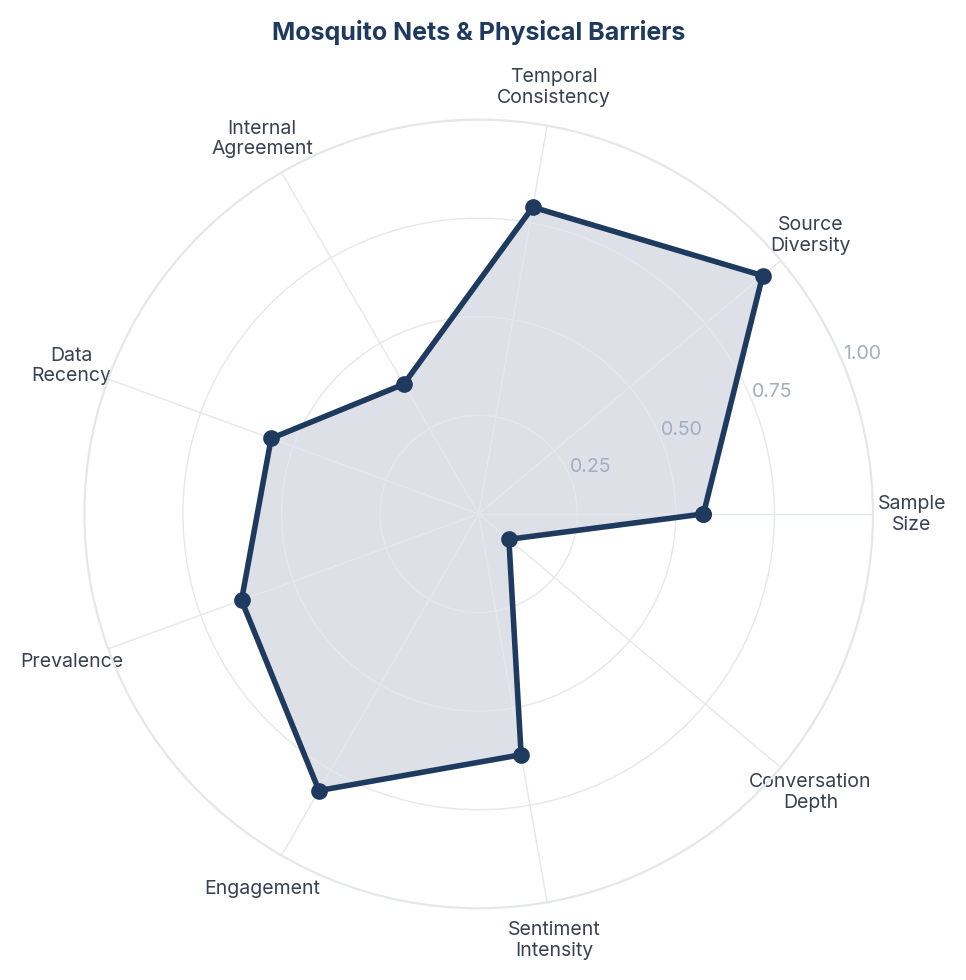 Mosquito Nets & Physical Barriers
Temporal
Consistency
Internal
Agreement
Source
Diversity
Data
Recency
1.00
0.75
0.50
0.25
Sample
Size
Prevalence
Conversation
Depth
Engagement
Sentiment
Intensity